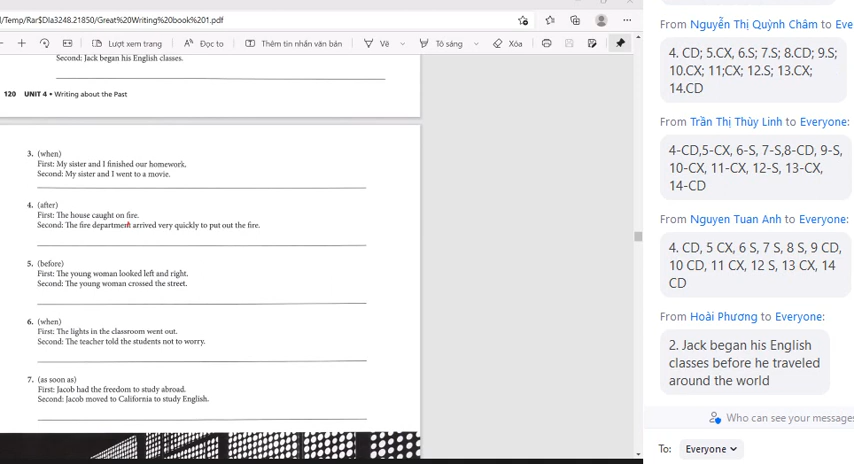 l/Temp/Rar$DIa3248.21850/Great%20Writing%20book%201.pdf
Lượt xem trang
Đọc to
Thêm tin nhắn văn bản
Vẽ
Tô sáng
Xóa
Second: Jack began his English classes.
120 UNIT 4 • Writing about the Past
3. (when)
First: My sister and I finished our homework.
Second: My sister and I went to a movie.
4. (after)
First: The house caught on fire.
Second: The fire department arrived very quickly to put out the fire.
5. (before)
First: The young woman looked left and right.
Second: The young woman crossed the street.
6. (when)
First: The lights in the classroom went out.
Second: The teacher told the students not to worry.
7. (as soon as)
First: Jacob had the freedom to study abroad.
Second: Jacob moved to California to study English.
From Nguyễn Thị Quỳnh Châm to Eve
4. CD; 5.CX, 6.S; 7.S; 8.CD; 9.S;
10.CX; 11;CX; 12.S; 13.CX;
14.CD
From Trần Thị Thùy Linh to Everyone:
4-CD,5-CX, 6-S, 7-S,8-CD, 9-S,
10-CX, 11-CX, 12-S, 13-CX,
14-CD
From Nguyen Tuan Anh to Everyone:
4. CD, 5 CX, 6 S, 7 S, 8 S, 9 CD,
10 CD, 11 CX, 12 S, 13 CX, 14
CD
From Hoài Phương to Everyone:
2. Jack began his English
classes before he traveled
around the world
Who can see your messages
To: Everyone